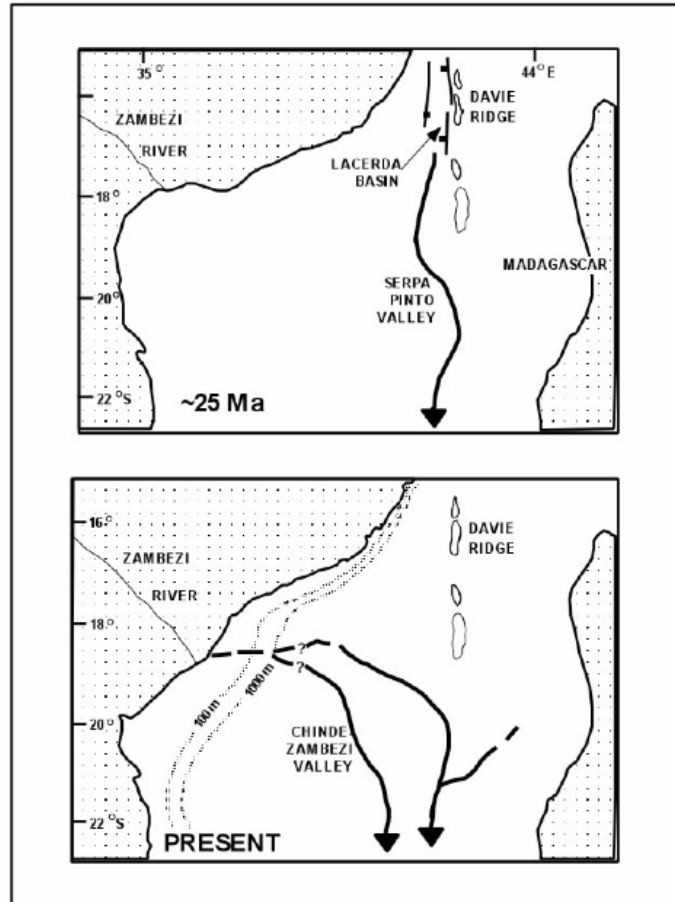 35°
44°E
ZAMBEZI
RIVER
DAVIE
RIDGE
LACERDA
BASIN
18°
MADAGASCAR
SERPA
PINTO
VALLEY
20°
22°S
~25 Ma
16°
DAVIE
RIDGE
ZAMBEZI
RIVER
18°
?
?
100m
1000m
20°
CHINDE
ZAMBEZI
VALLEY
22°S
PRESENT